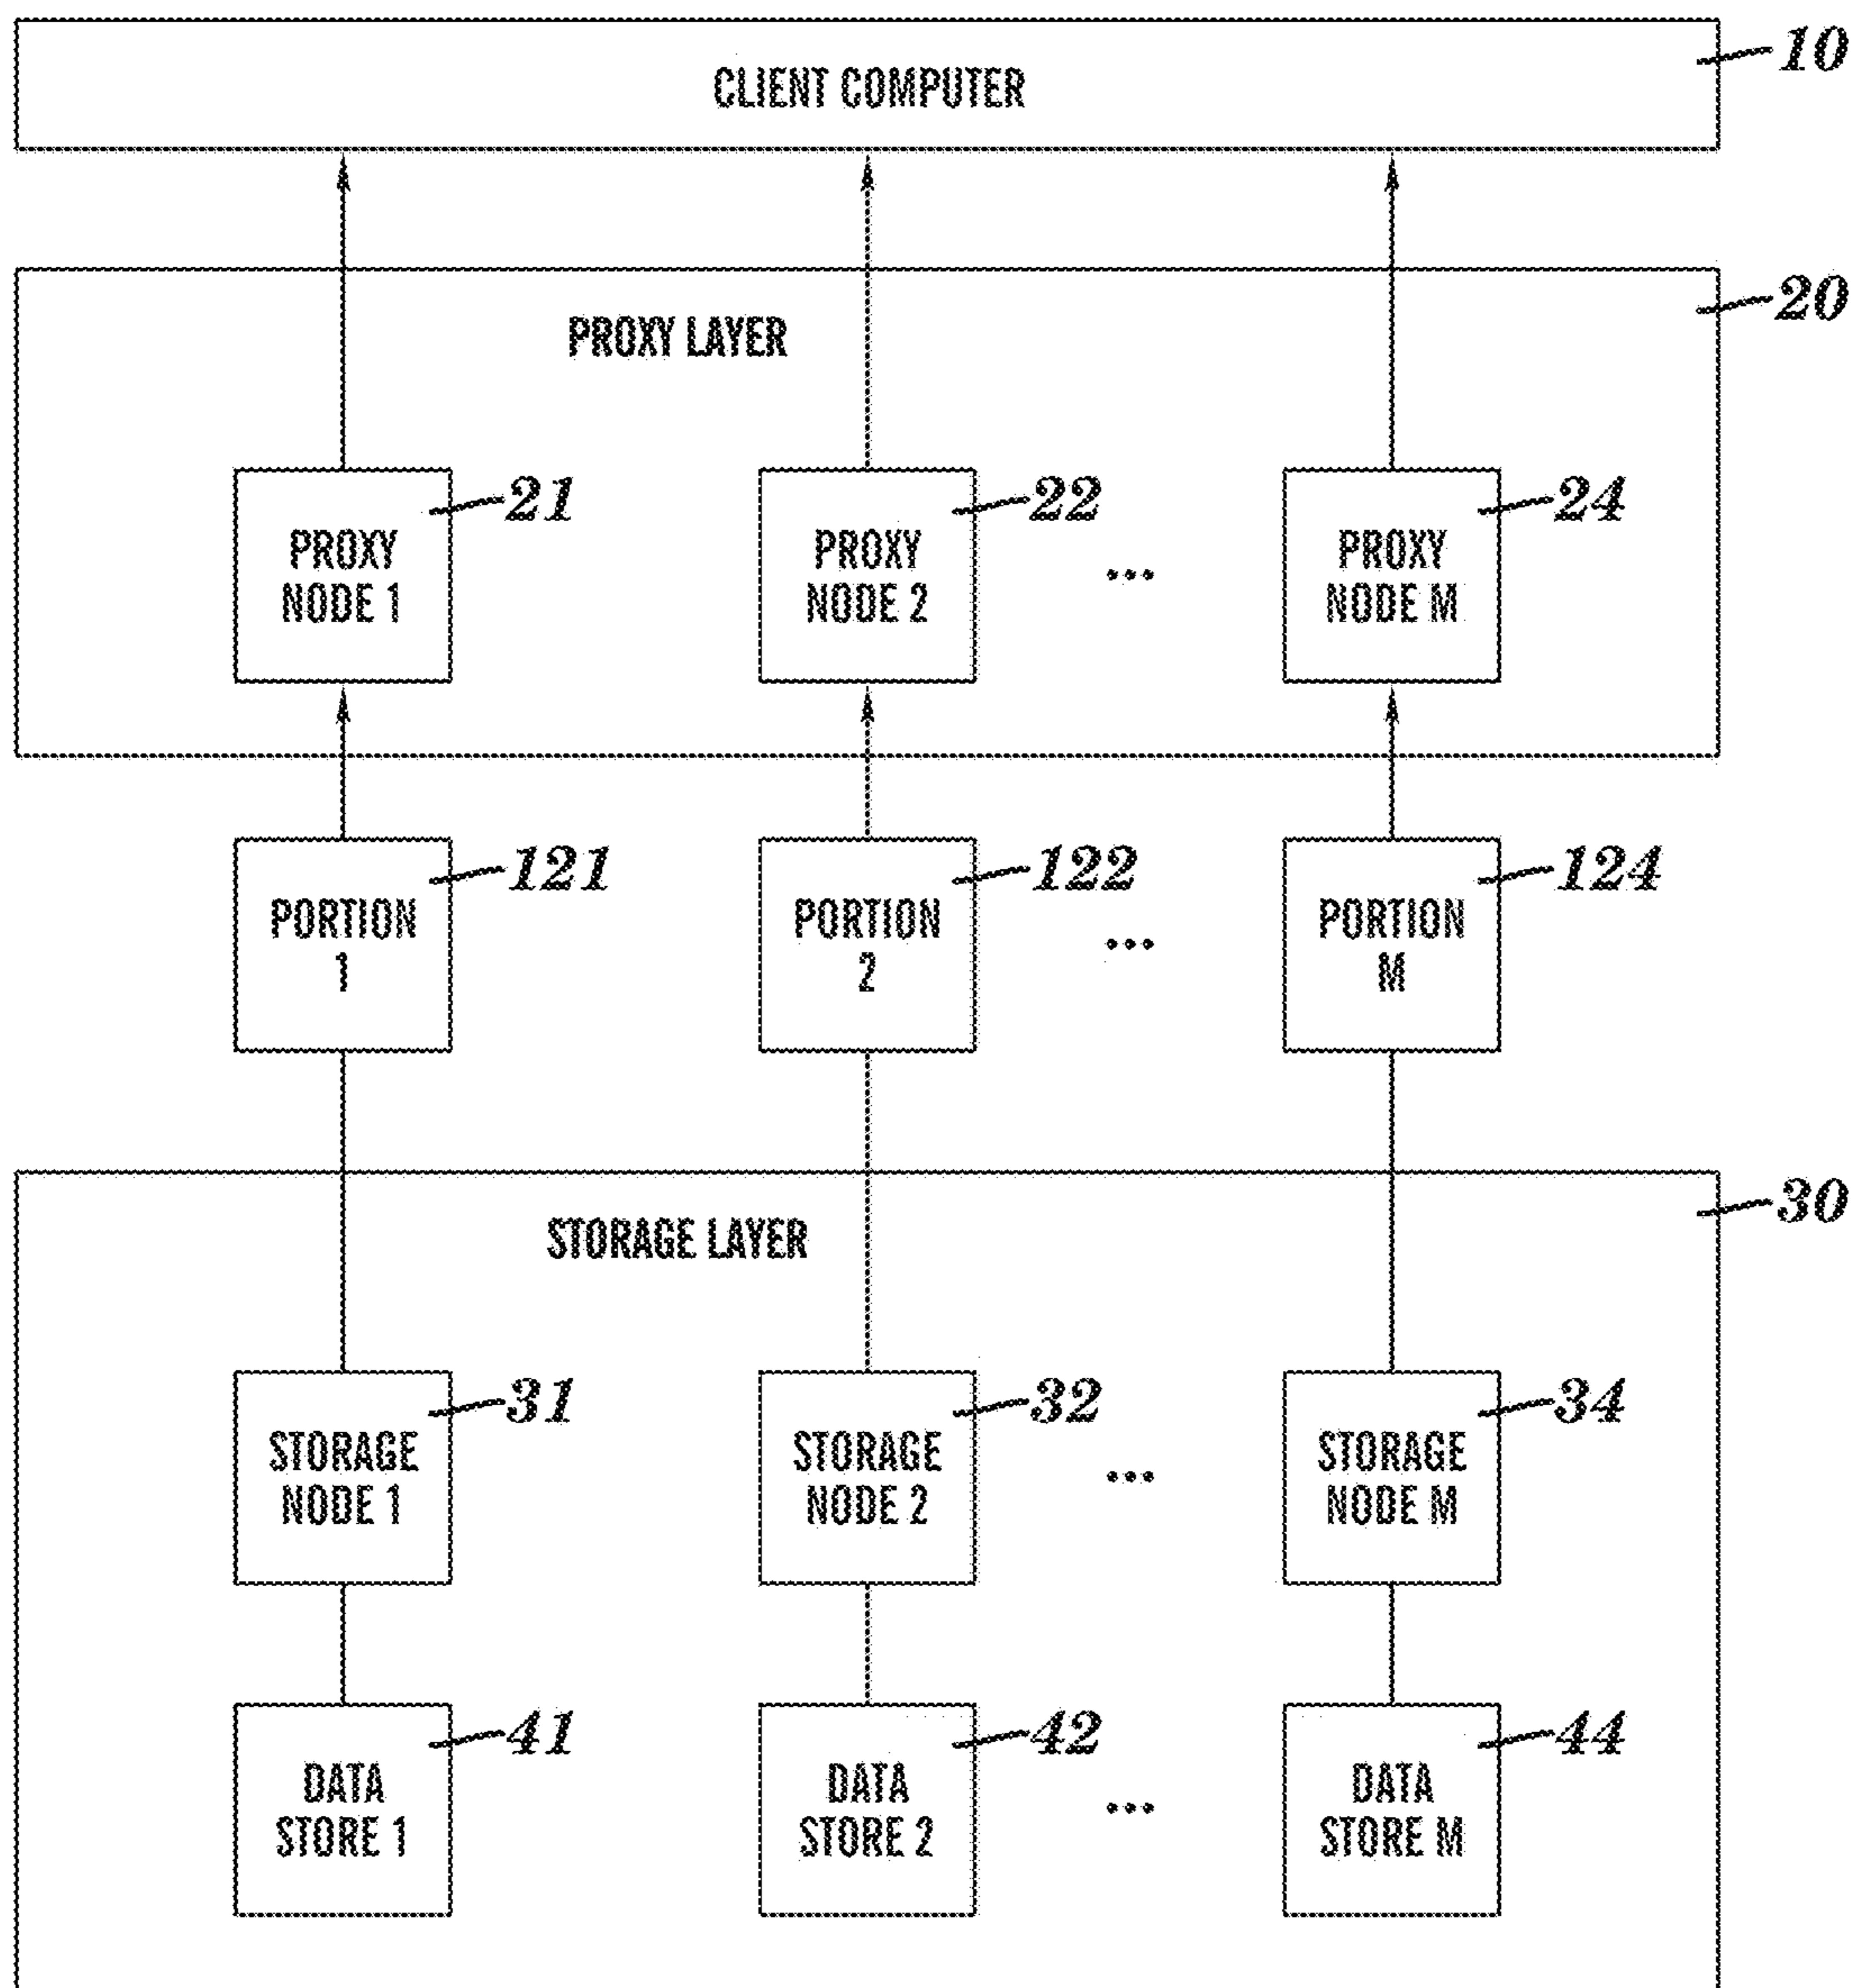 CLIENT COMPUTER
10
20
PROXY LAYER
21
22
24
PROXY
NODE 1
PROXY
NODE 2
...
PROXY
NODE M
121
122
124
PORTION
1
PORTION
2
...
PORTION
M
30
STORAGE LAYER
31
32
34
STORAGE
NODE 1
STORAGE
NODE 2
...
STORAGE
NODE M
41
42
44
DATA
STORE 1
DATA
STORE 2
...
DATA
STORE M